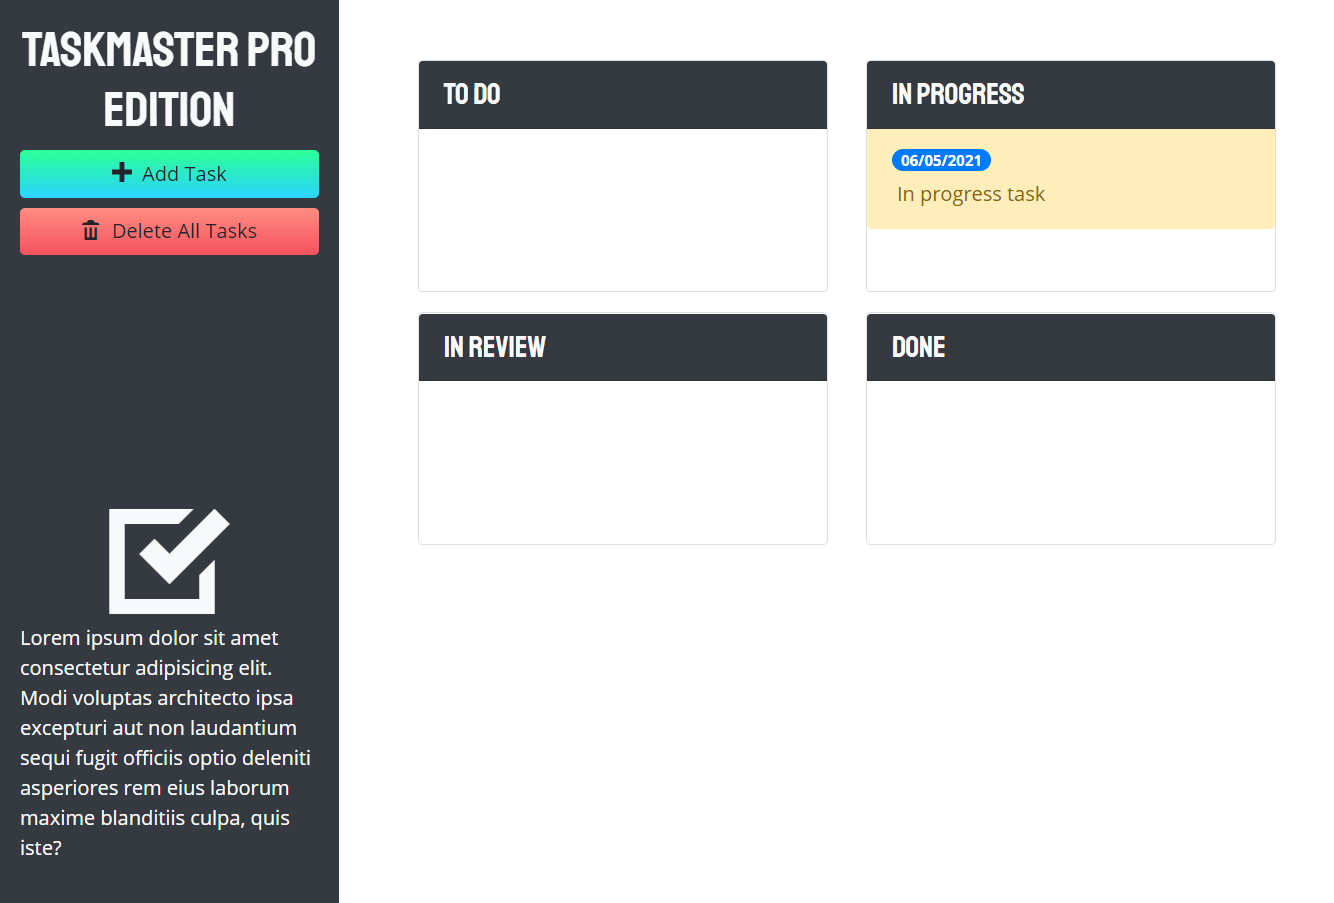 TASKMASTER PRO
EDITION
Add Task
Delete All Tasks
Lorem ipsum dolor sit amet
consectetur adipisicing elit.
Modi voluptas architecto ipsa
excepturi aut non laudantium
sequi fugit officiis optio deleniti
asperiores rem eius laborum
maxime blanditiis culpa, quis
iste?
TO DO
IN PROGRESS
06/05/2021
In progress task
IN REVIEW
DONE